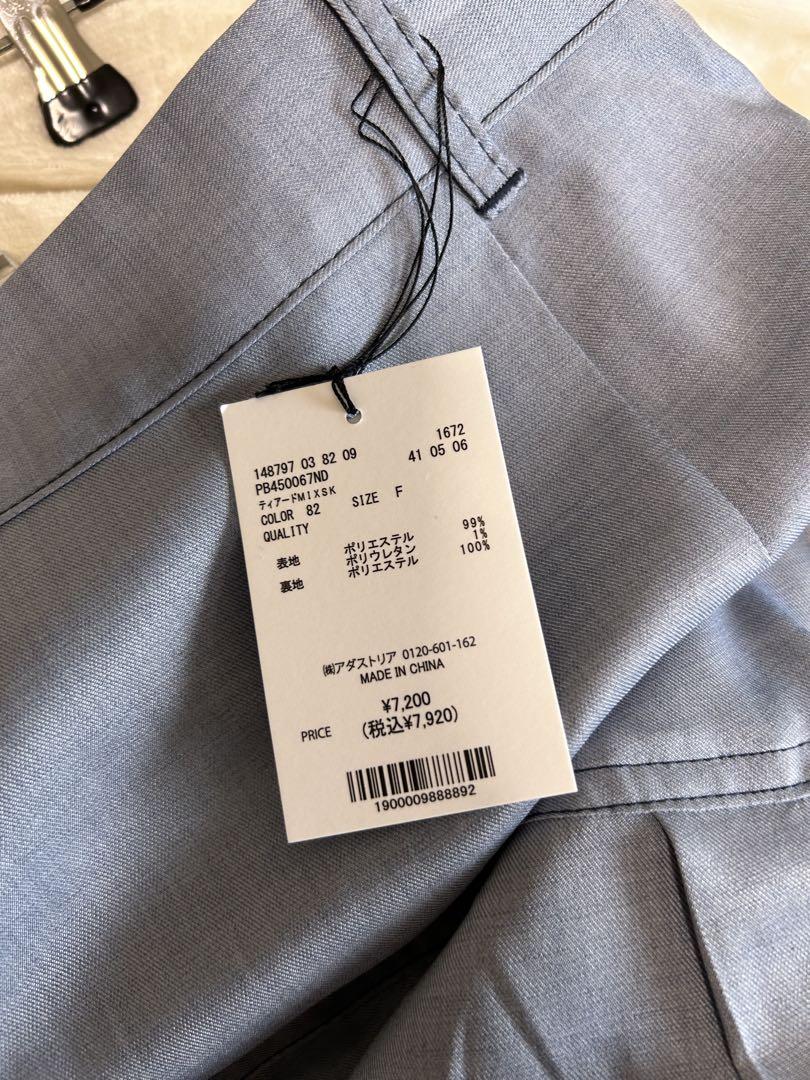 148797 03 82 09 1672
PB450067ND 41 05 06
ティアードMIXSK
COLOR 82 SIZE F
QUALITY
表地 ポリエステル 99%
ポリウレタン 1%
裏地 ポリエステル 100%
㈱アダストリア 0120-601-162
MADE IN CHINA
¥7,200
PRICE (税込¥7,920)
1900009888892